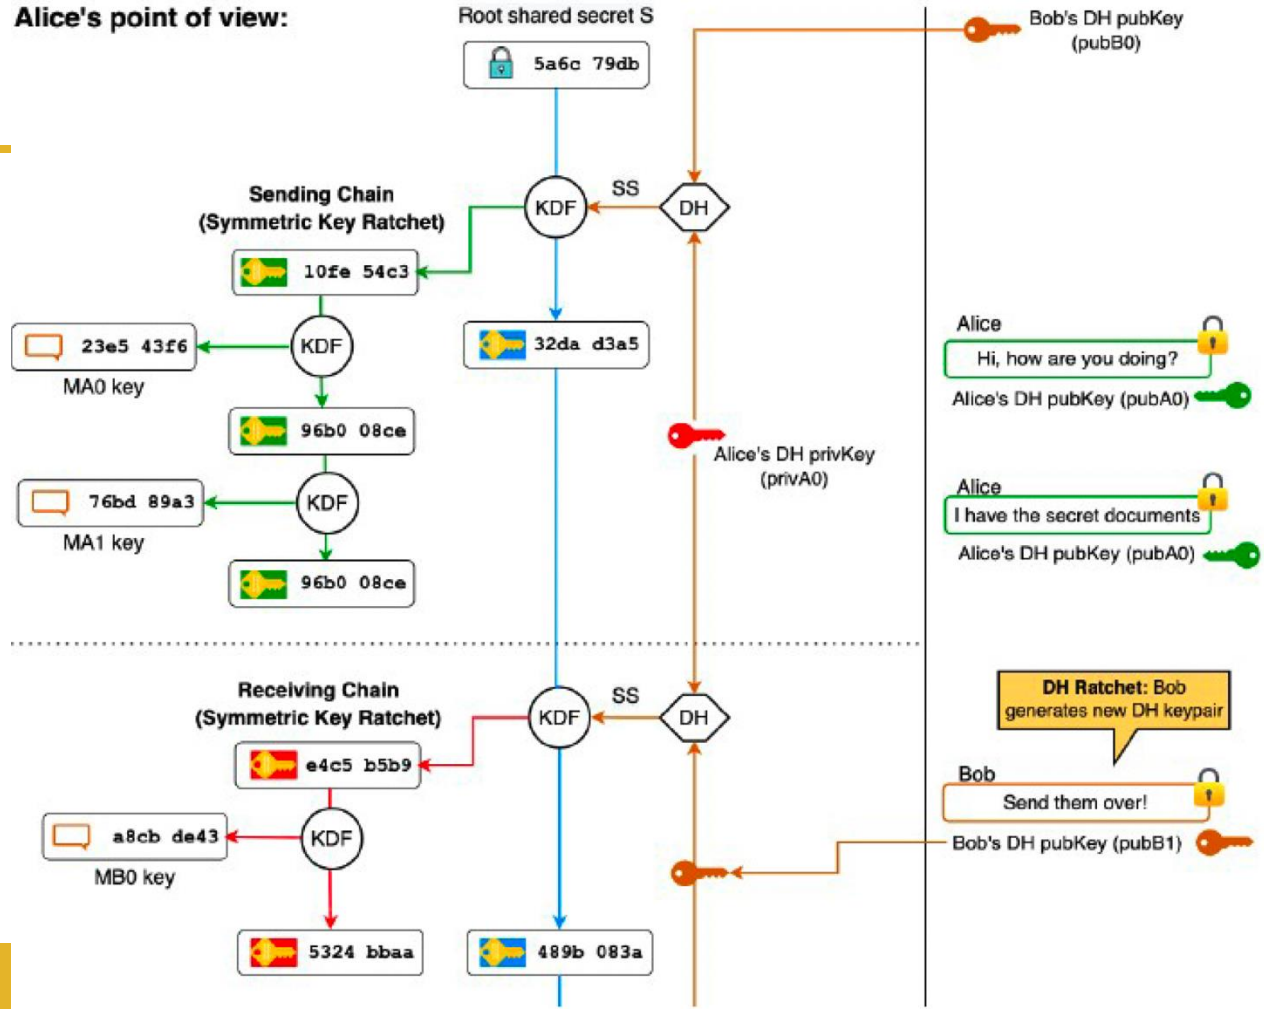 Alice's point of view:
Root shared secret S
5a6c 79db
Bob's DH pubKey
(pubB0)
Sending Chain
(Symmetric Key Ratchet)
KDF
SS
DH
10fe 54c3
23e5 43f6
KDF
MA0 key
32da d3a5
Alice
Hi, how are you doing?
Alice's DH pubKey (pubA0)
96b0 08ce
Alice's DH privKey
(privA0)
76bd 89a3
KDF
MA1 key
Alice
I have the secret documents
Alice's DH pubKey (pubA0)
96b0 08ce
Receiving Chain
(Symmetric Key Ratchet)
KDF
SS
DH
DH Ratchet: Bob
generates new DH keypair
e4c5 b5b9
Bob
Send them over!
a8cb de43
KDF
MB0 key
Bob's DH pubKey (pubB1)
5324 bbaa
489b 083a